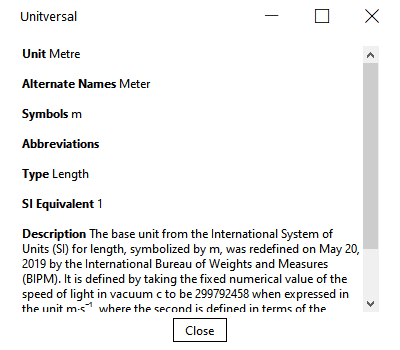 Unitversal
Unit Metre
Alternate Names Meter
Symbols m
Abbreviations
Type Length
SI Equivalent 1
Description The base unit from the International System of
Units (SI) for length, symbolized by m, was redefined on May 20,
2019 by the International Bureau of Weights and Measures
(BIPM). It is defined by taking the fixed numerical value of the
speed of light in vacuum c to be 299792458 when expressed in
the unit m·s⁻¹, where the second is defined in terms of the
Close